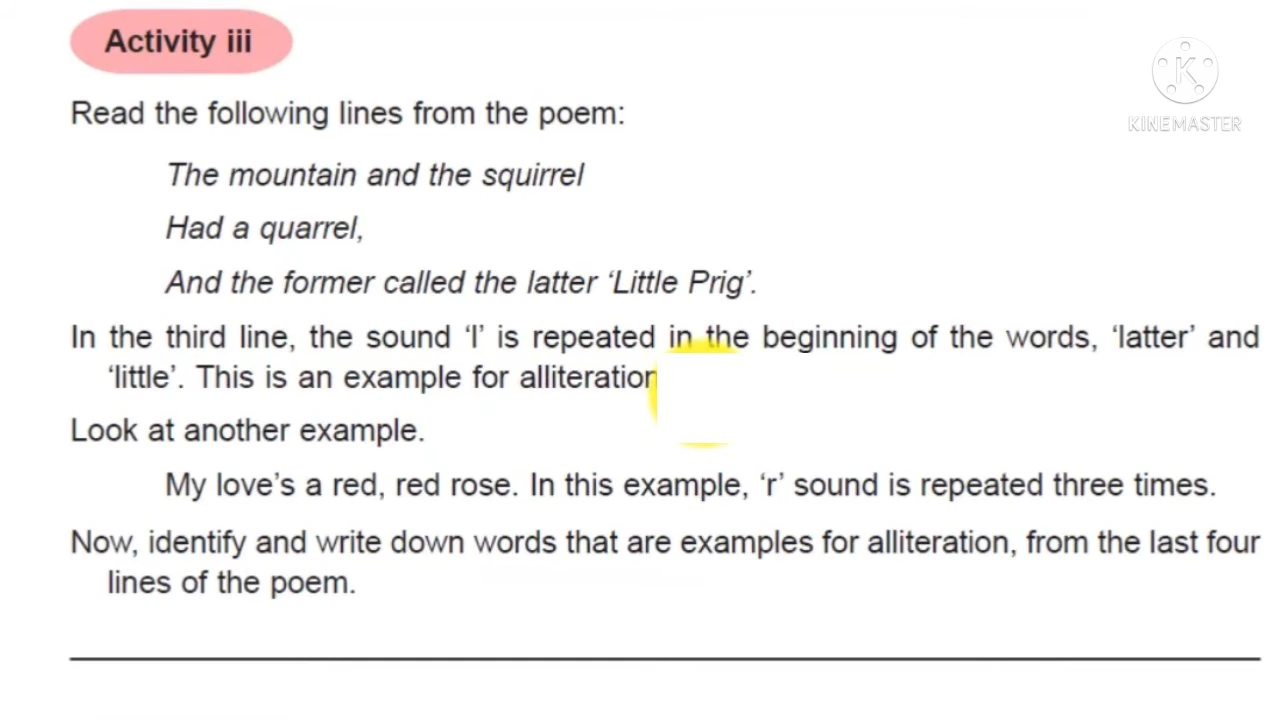 Activity iii
K
KINEMASTER
Read the following lines from the poem:
The mountain and the squirrel
Had a quarrel,
And the former called the latter ‘Little Prig’.
In the third line, the sound ‘l’ is repeated in the beginning of the words, ‘latter’ and
‘little’. This is an example for alliteration
Look at another example.
My love’s a red, red rose. In this example, ‘r’ sound is repeated three times.
Now, identify and write down words that are examples for alliteration, from the last four
lines of the poem.